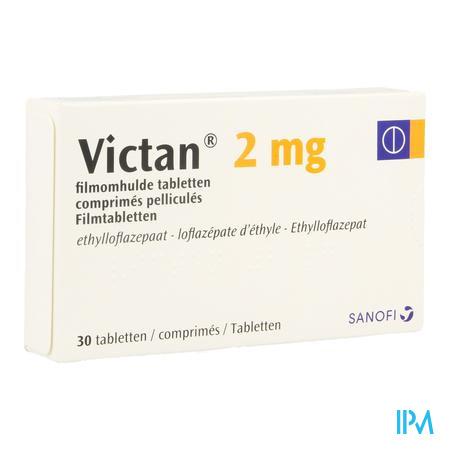 Victan® 2 mg
filmomhulde tabletten
comprimés pelliculés
Filmtabletten
ethylloflazepaat - loflazépate d'éthyle - Ethylloflazepat
30 tabletten / comprimés / Tabletten
SANOFI
IPM